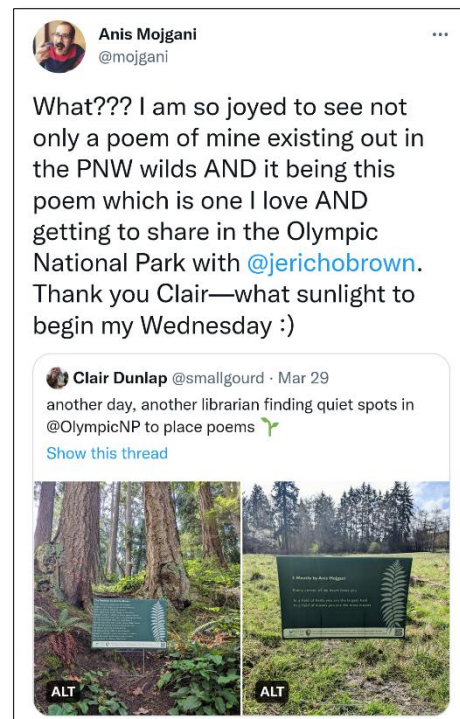 Anis Mojgani
@mojgani
What??? I am so joyed to see not
only a poem of mine existing out in
the PNW wilds AND it being this
poem which is one I love AND
getting to share in the Olympic
National Park with @jerichobrown.
Thank you Clair—what sunlight to
begin my Wednesday :)
Clair Dunlap @smallgourd · Mar 29
another day, another librarian finding quiet spots in
@OlympicNP to place poems 🌱
Show this thread
by Anis Mojgani
ALT
ALT